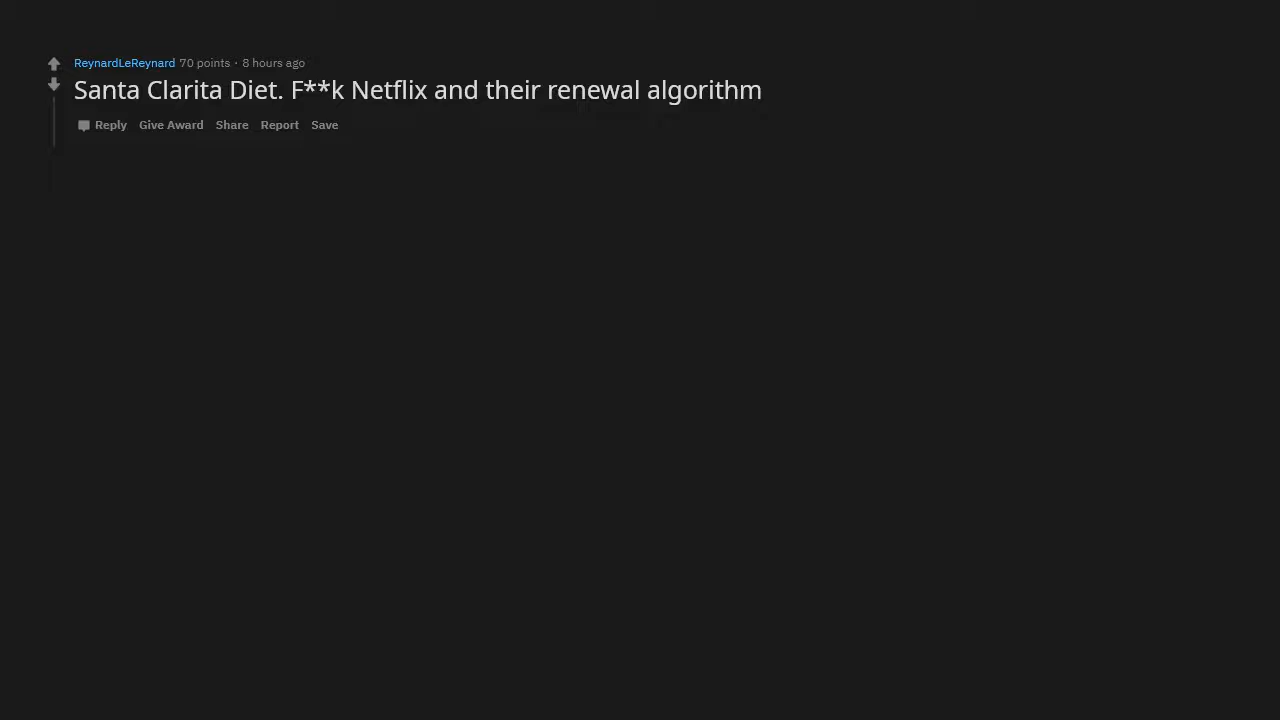 ReynardLeReynard 70 points · 8 hours ago
Santa Clarita Diet. F**k Netflix and their renewal algorithm
Reply Give Award Share Report Save